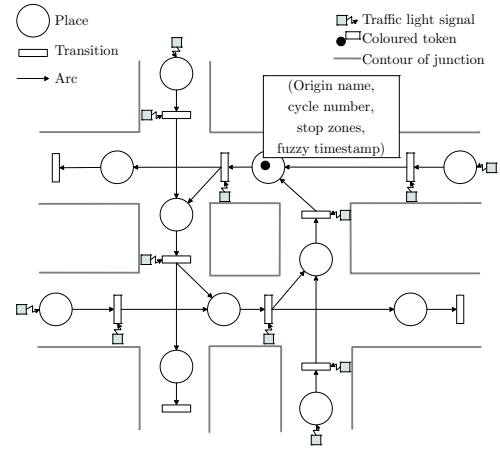 Place
Transition
Arc
Traffic light signal
Coloured token
Contour of junction
(Origin name,
cycle number,
stop zones,
fuzzy timestamp)